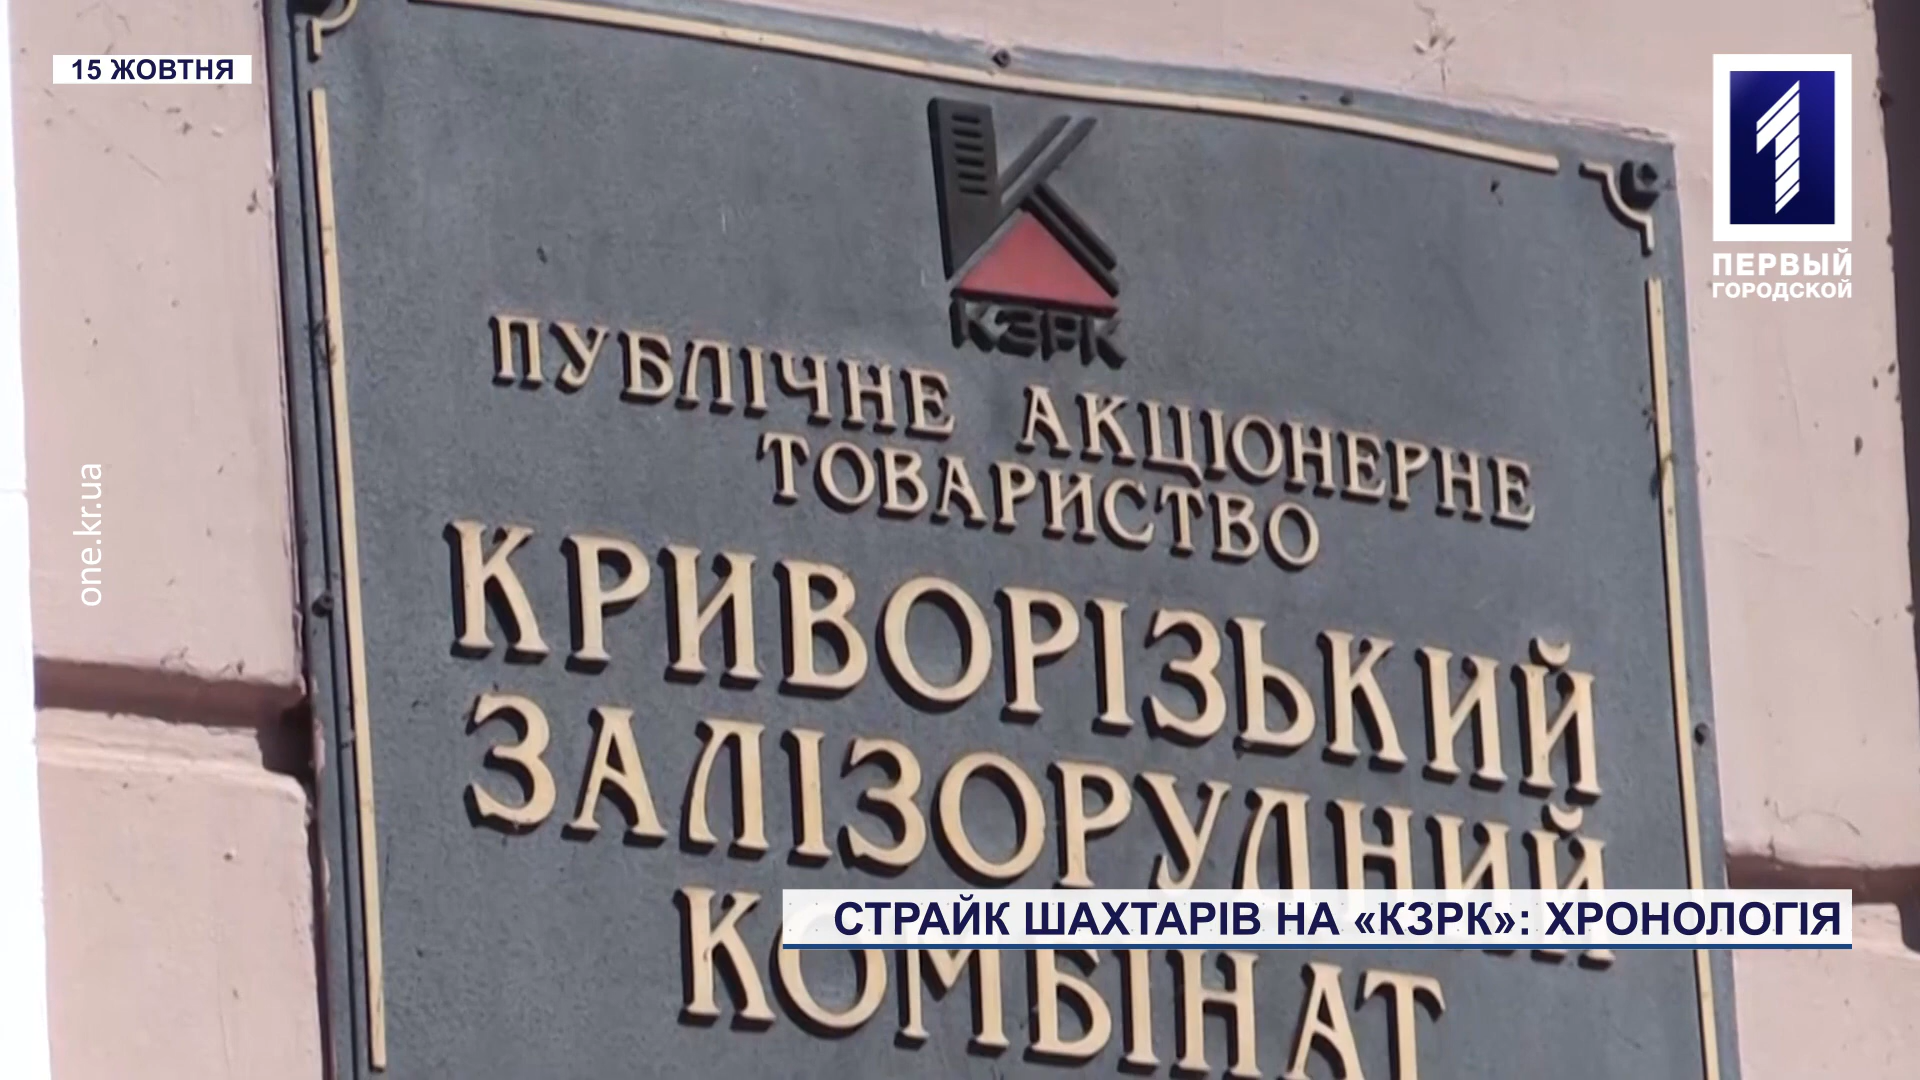 15 ЖОВТНЯ
1
ПЕРВЫЙ
ГОРОДСКОЙ
one.kr.ua
КЗРК
ПУБЛІЧНЕ АКЦІОНЕРНЕ
ТОВАРИСТВО
КРИВОРІЗЬКИЙ
ЗАЛІЗОРУДНИЙ
КОМБІНАТ
СТРАЙК ШАХТАРІВ НА «КЗРК»: ХРОНОЛОГІЯ